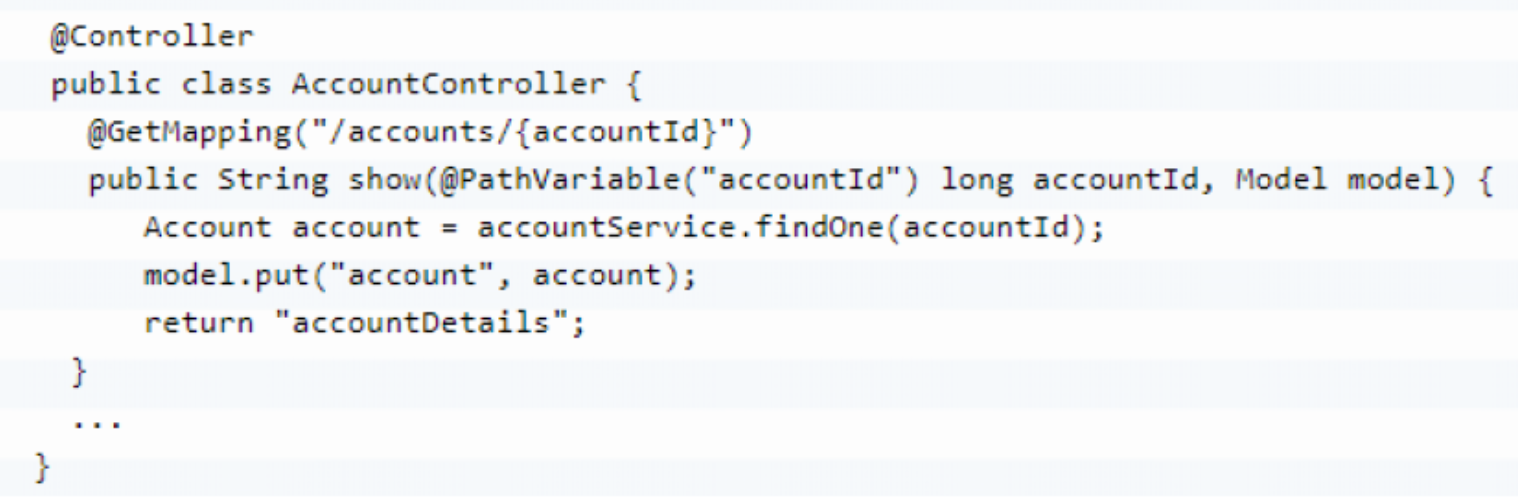 @Controller
public class AccountController {
@GetMapping("/accounts/{accountId}")
public String show(@PathVariable("accountId") long accountId, Model model) {
Account account = accountService.findOne(accountId);
model.put("account", account);
return "accountDetails";
}
...
}